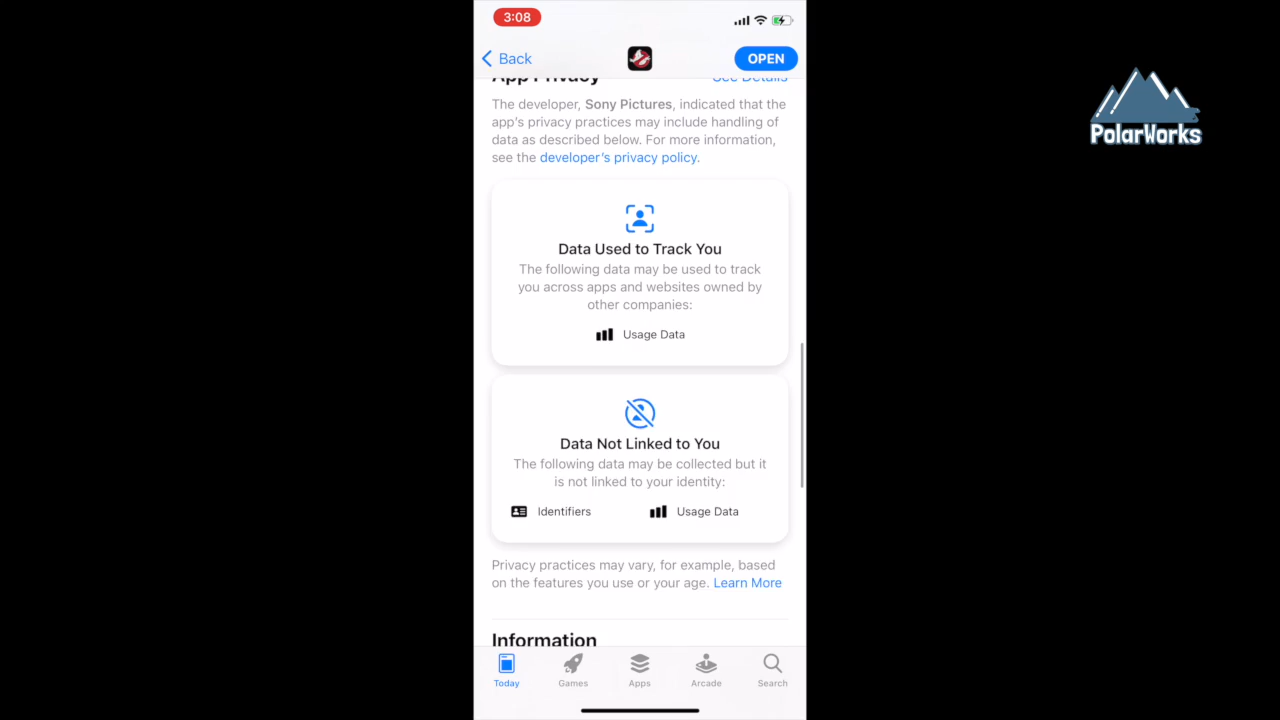 3:08
Back
OPEN
App Privacy
See Details
The developer, Sony Pictures, indicated that the
app's privacy practices may include handling of
data as described below. For more information,
see the developer's privacy policy.
Data Used to Track You
The following data may be used to track
you across apps and websites owned by
other companies:
Usage Data
Data Not Linked to You
The following data may be collected but it
is not linked to your identity:
Identifiers
Usage Data
Privacy practices may vary, for example, based
on the features you use or your age. Learn More
Information
Today
Games
Apps
Arcade
Search
PolarWorks